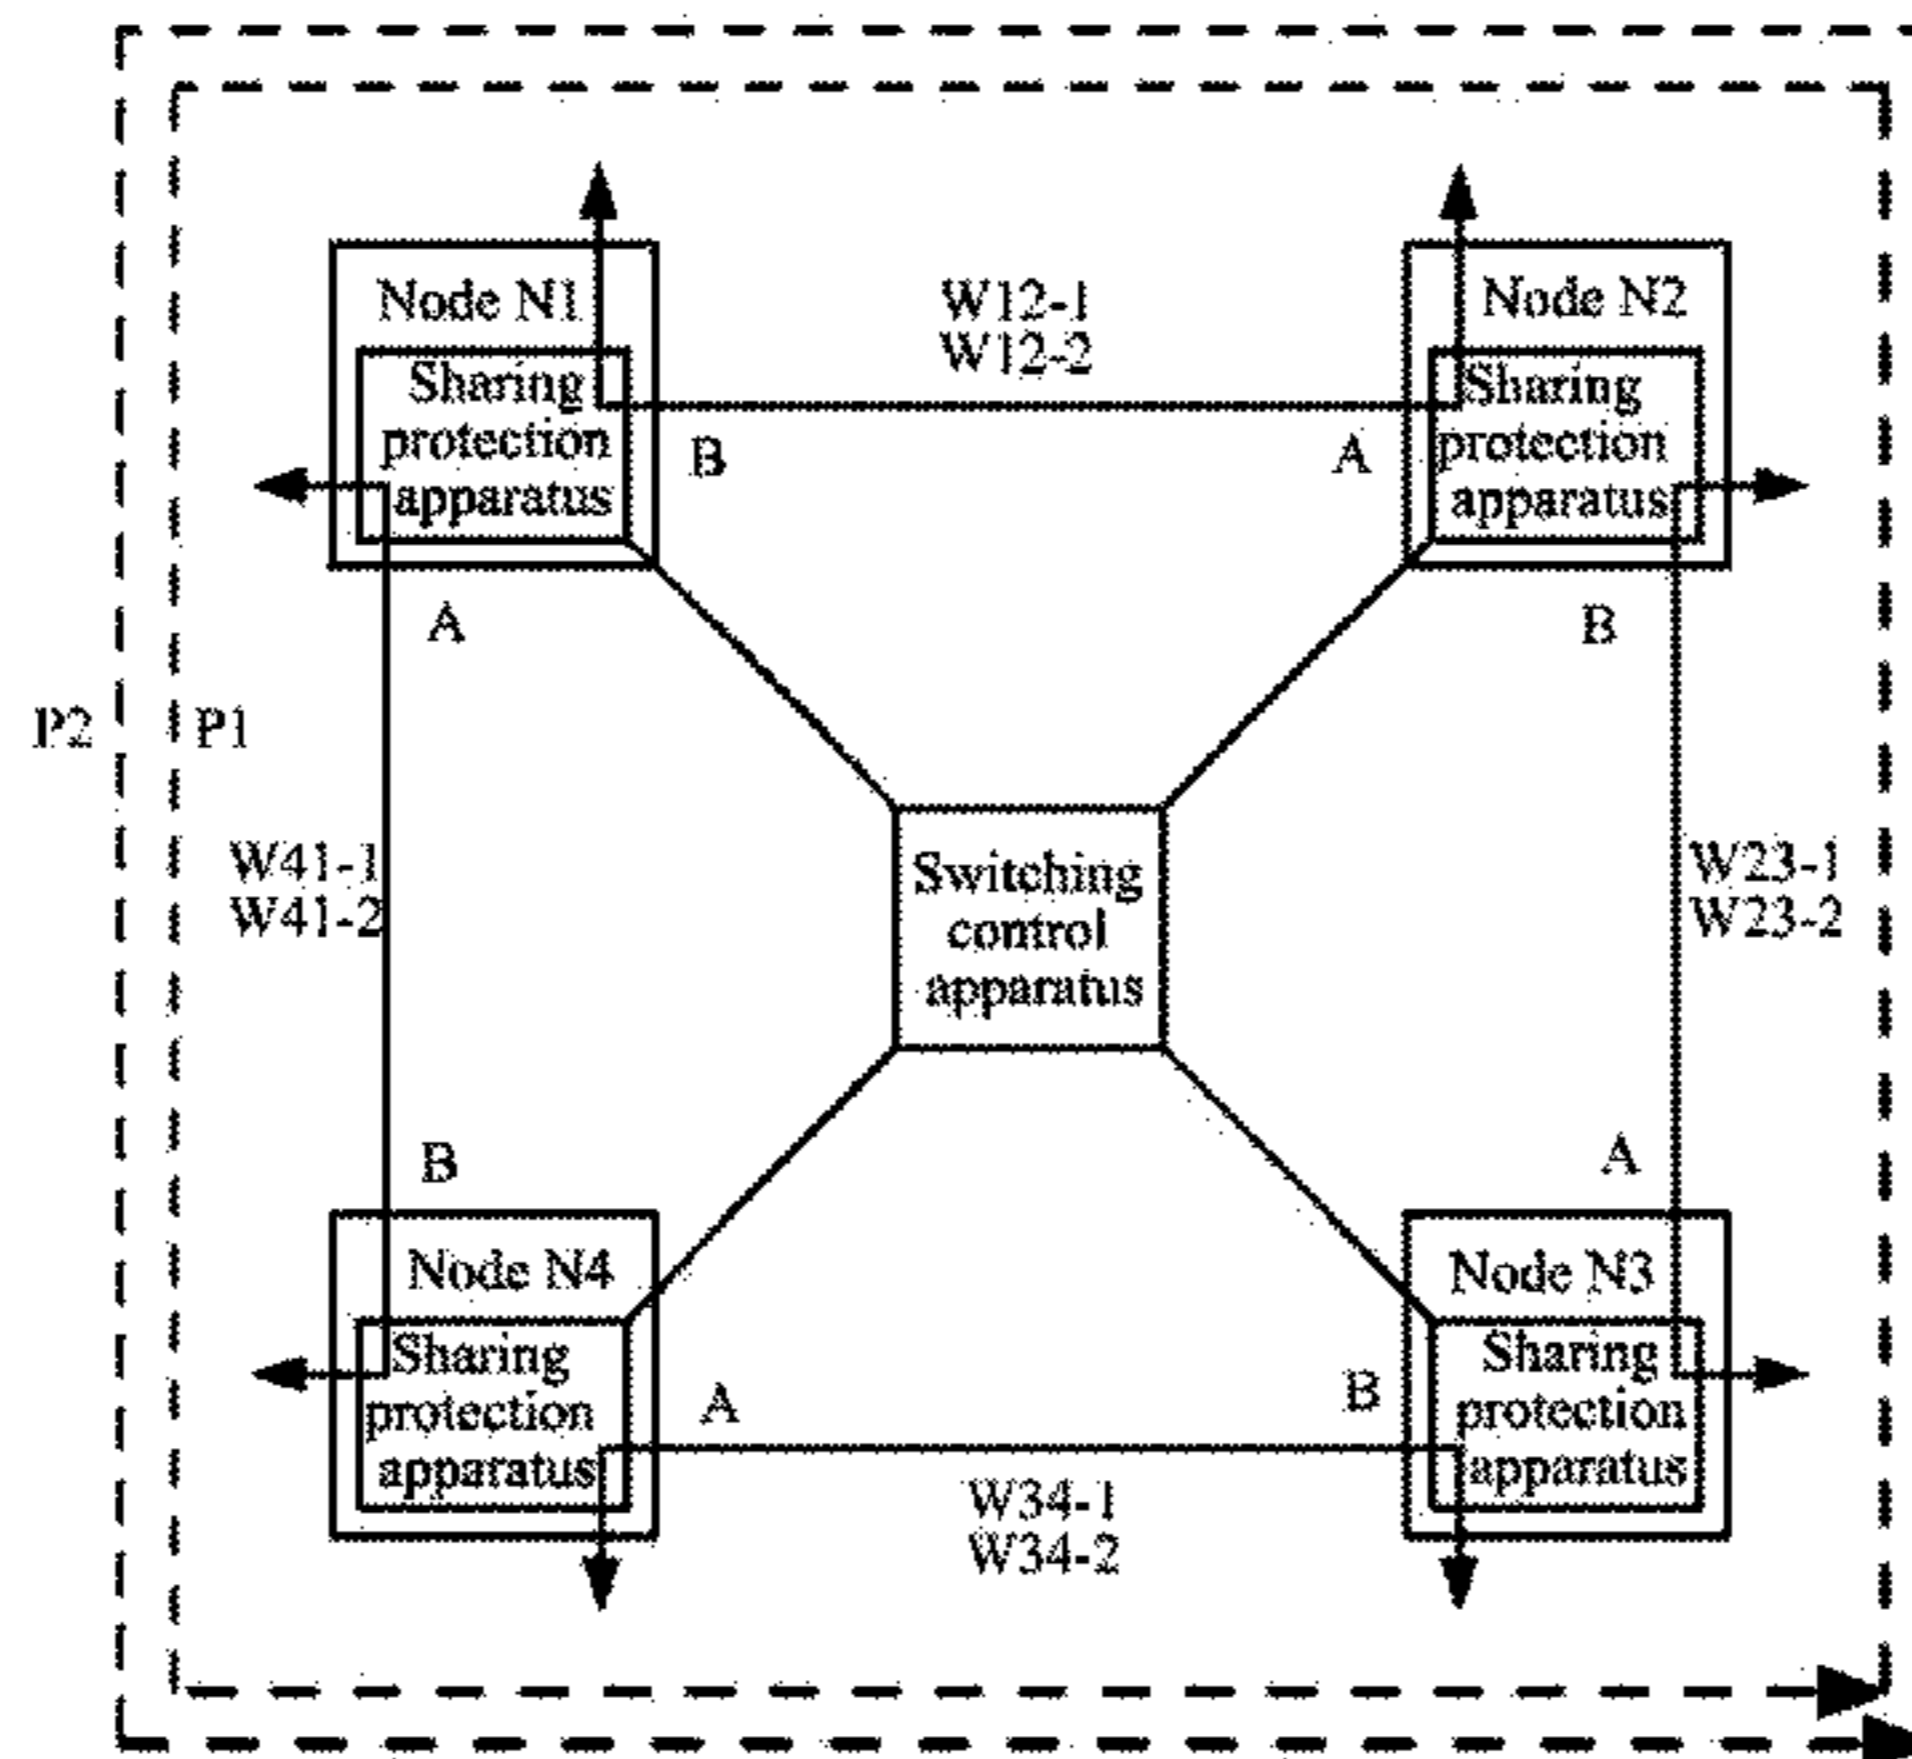 Node N1
Sharing
protection
apparatus
B
A
W12-1
W12-2
Node N2
Sharing
protection
apparatus
A
B
P2
P1
W41-1
W41-2
Switching
control
apparatus
W23-1
W23-2
B
Node N4
Sharing
protection
apparatus
A
W34-1
W34-2
A
Node N3
B
Sharing
protection
apparatus